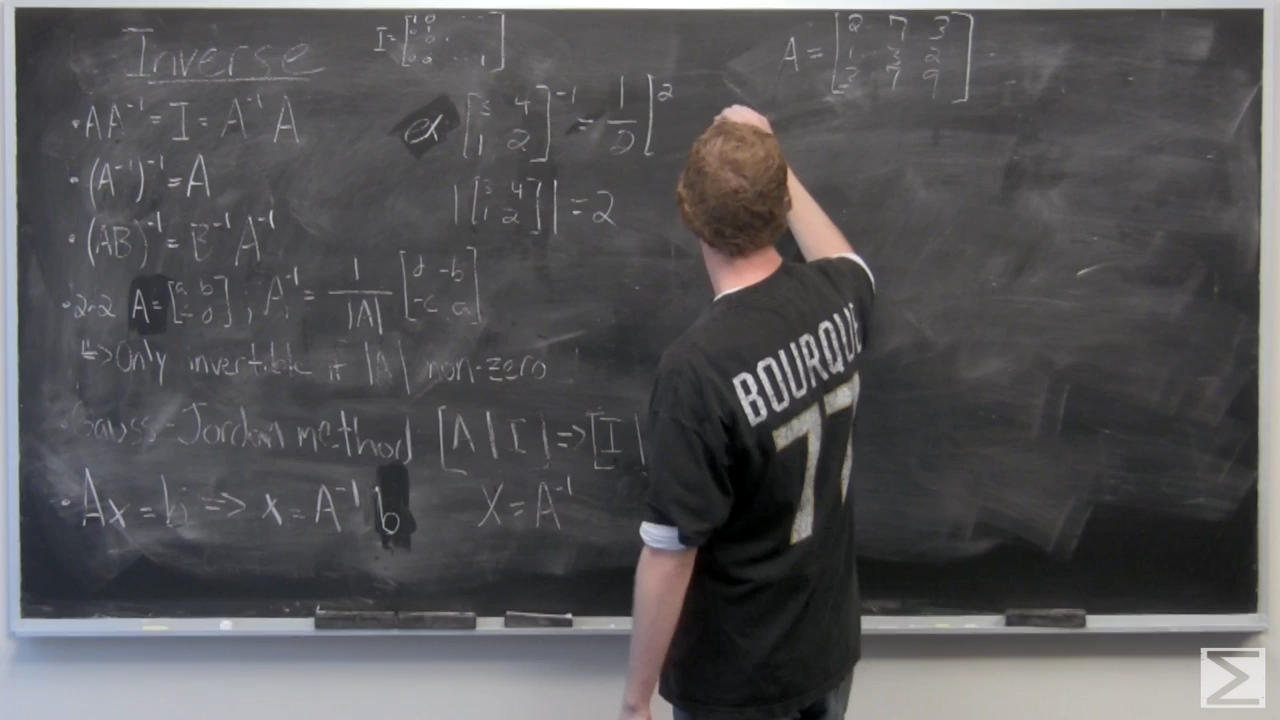 Inverse
I = [1 0 ...
0 1
0 0 ... 1]
• AA⁻¹ = I = A⁻¹A
• (A⁻¹)⁻¹ = A
• (AB)⁻¹ = B⁻¹A⁻¹
• 2×2 A = [a b; c d], A⁻¹ = 1/|A| [d -b; -c a]
↳> Only invertible if |A| non-zero
• Gauss-Jordan method [A | I] => [I |
• Ax = b => x = A⁻¹ b X = A⁻¹
ex [3 4; 1 2]⁻¹ = 1/2 [2
|[3 4; 1 2]| = 2
A = [2 7 3; 1 3 2; 3 7 9]
BOURQUE
77
Σ